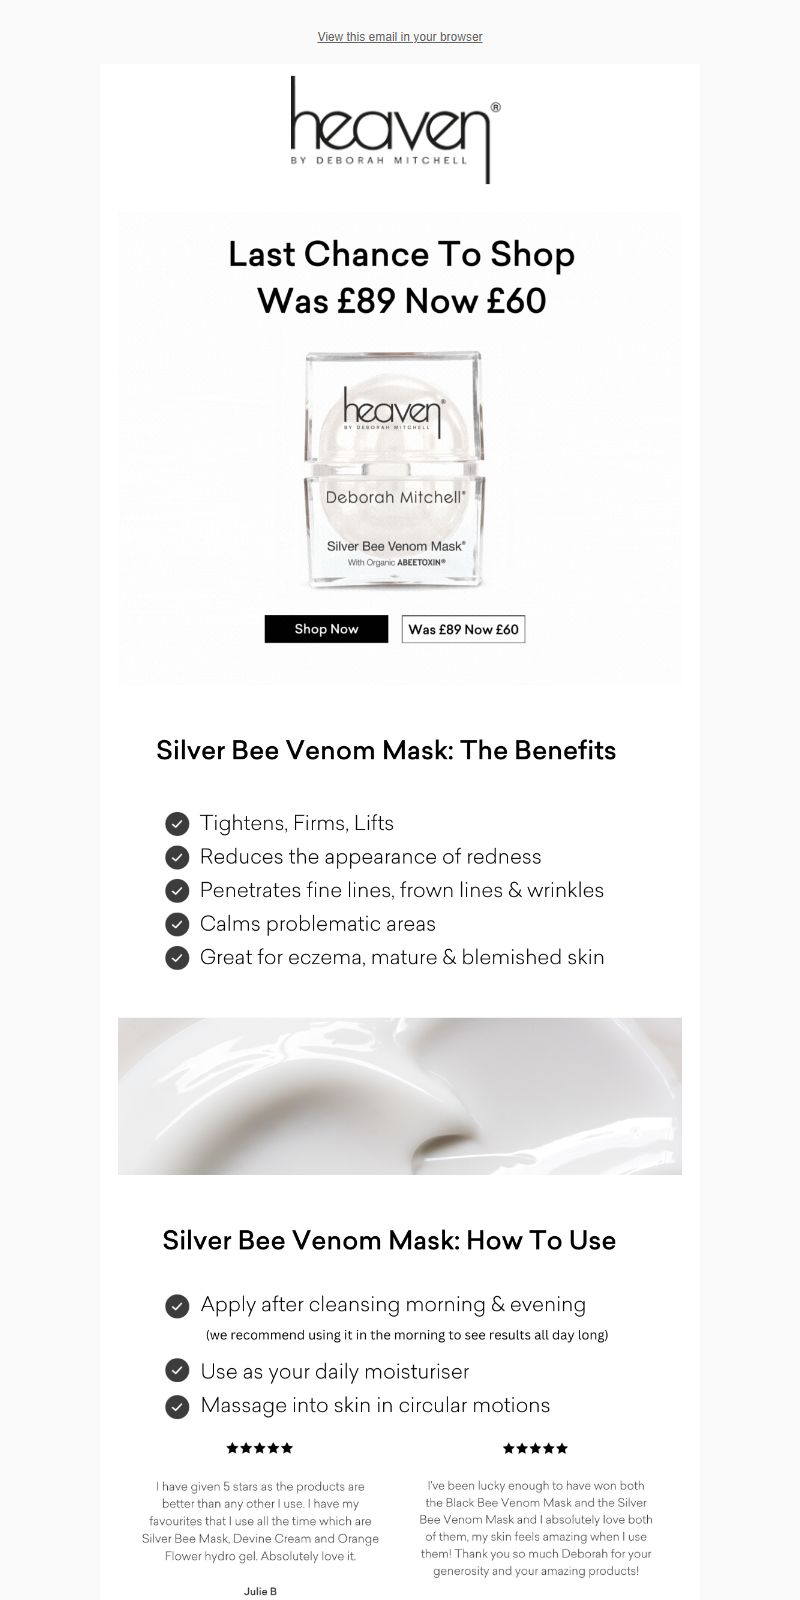 View this email in your browser
heaven®
BY DEBORAH MITCHELL
Last Chance To Shop
Was £89 Now £60
heaven®
BY DEBORAH MITCHELL
Deborah Mitchell®
Silver Bee Venom Mask®
With Organic ABEETOXIN®
Shop Now
Was £89 Now £60
Silver Bee Venom Mask: The Benefits
Tightens, Firms, Lifts
Reduces the appearance of redness
Penetrates fine lines, frown lines & wrinkles
Calms problematic areas
Great for eczema, mature & blemished skin
Silver Bee Venom Mask: How To Use
Apply after cleansing morning & evening
(we recommend using it in the morning to see results all day long)
Use as your daily moisturiser
Massage into skin in circular motions
I have given 5 stars as the products are
better than any other I use. I have my
favourites that I use all the time which are
Silver Bee Mask, Devine Cream and Orange
Flower hydro gel. Absolutely love it.
Julie B
I've been lucky enough to have won both
the Black Bee Venom Mask and the Silver
Bee Venom Mask and I absolutely love both
of them, my skin feels amazing when I use
them! Thank you so much Deborah for your
generosity and your amazing products!